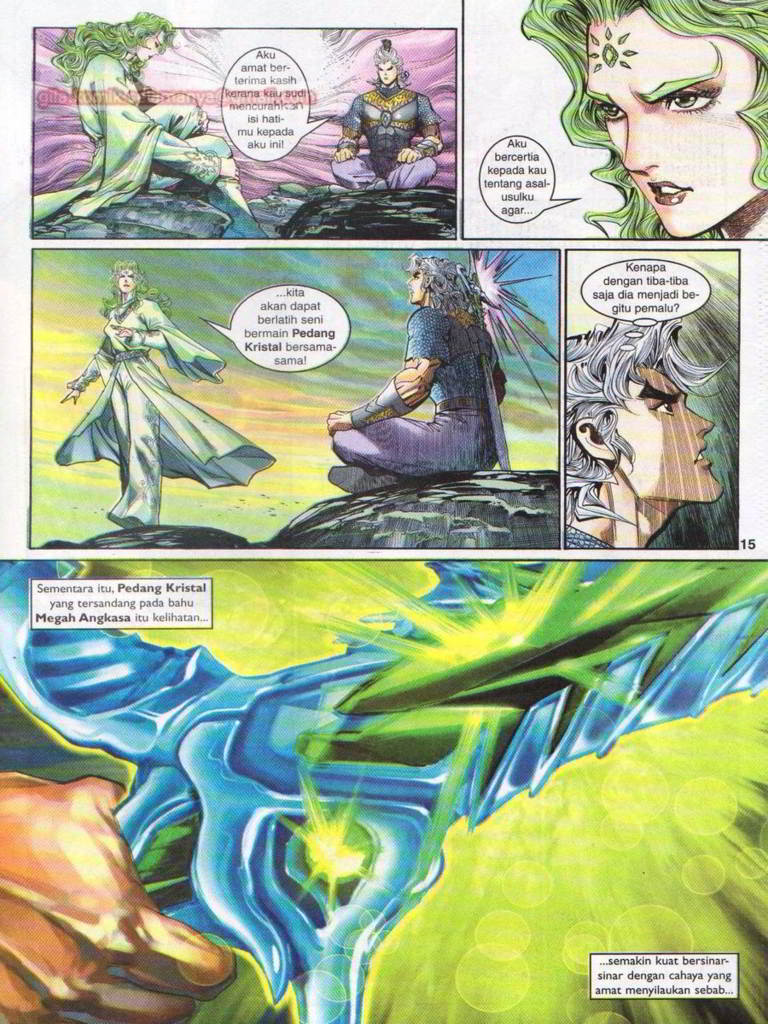 Aku
amat ber-
terima kasih
kerana kau sudi
mencurahkan
isi hati-
mu kepada
aku ini!
Aku
bercertia
kepada kau
tentang asal-
usulku
agar...
...kita
akan dapat
berlatih seni
bermain Pedang
Kristal bersama-
sama!
Kenapa
dengan tiba-tiba
saja dia menjadi be-
gitu pemalu?
15
Sementara itu, Pedang Kristal
yang tersandang pada bahu
Megah Angkasa itu kelihatan...
...semakin kuat bersinar-
sinar dengan cahaya yang
amat menyilaukan sebab...